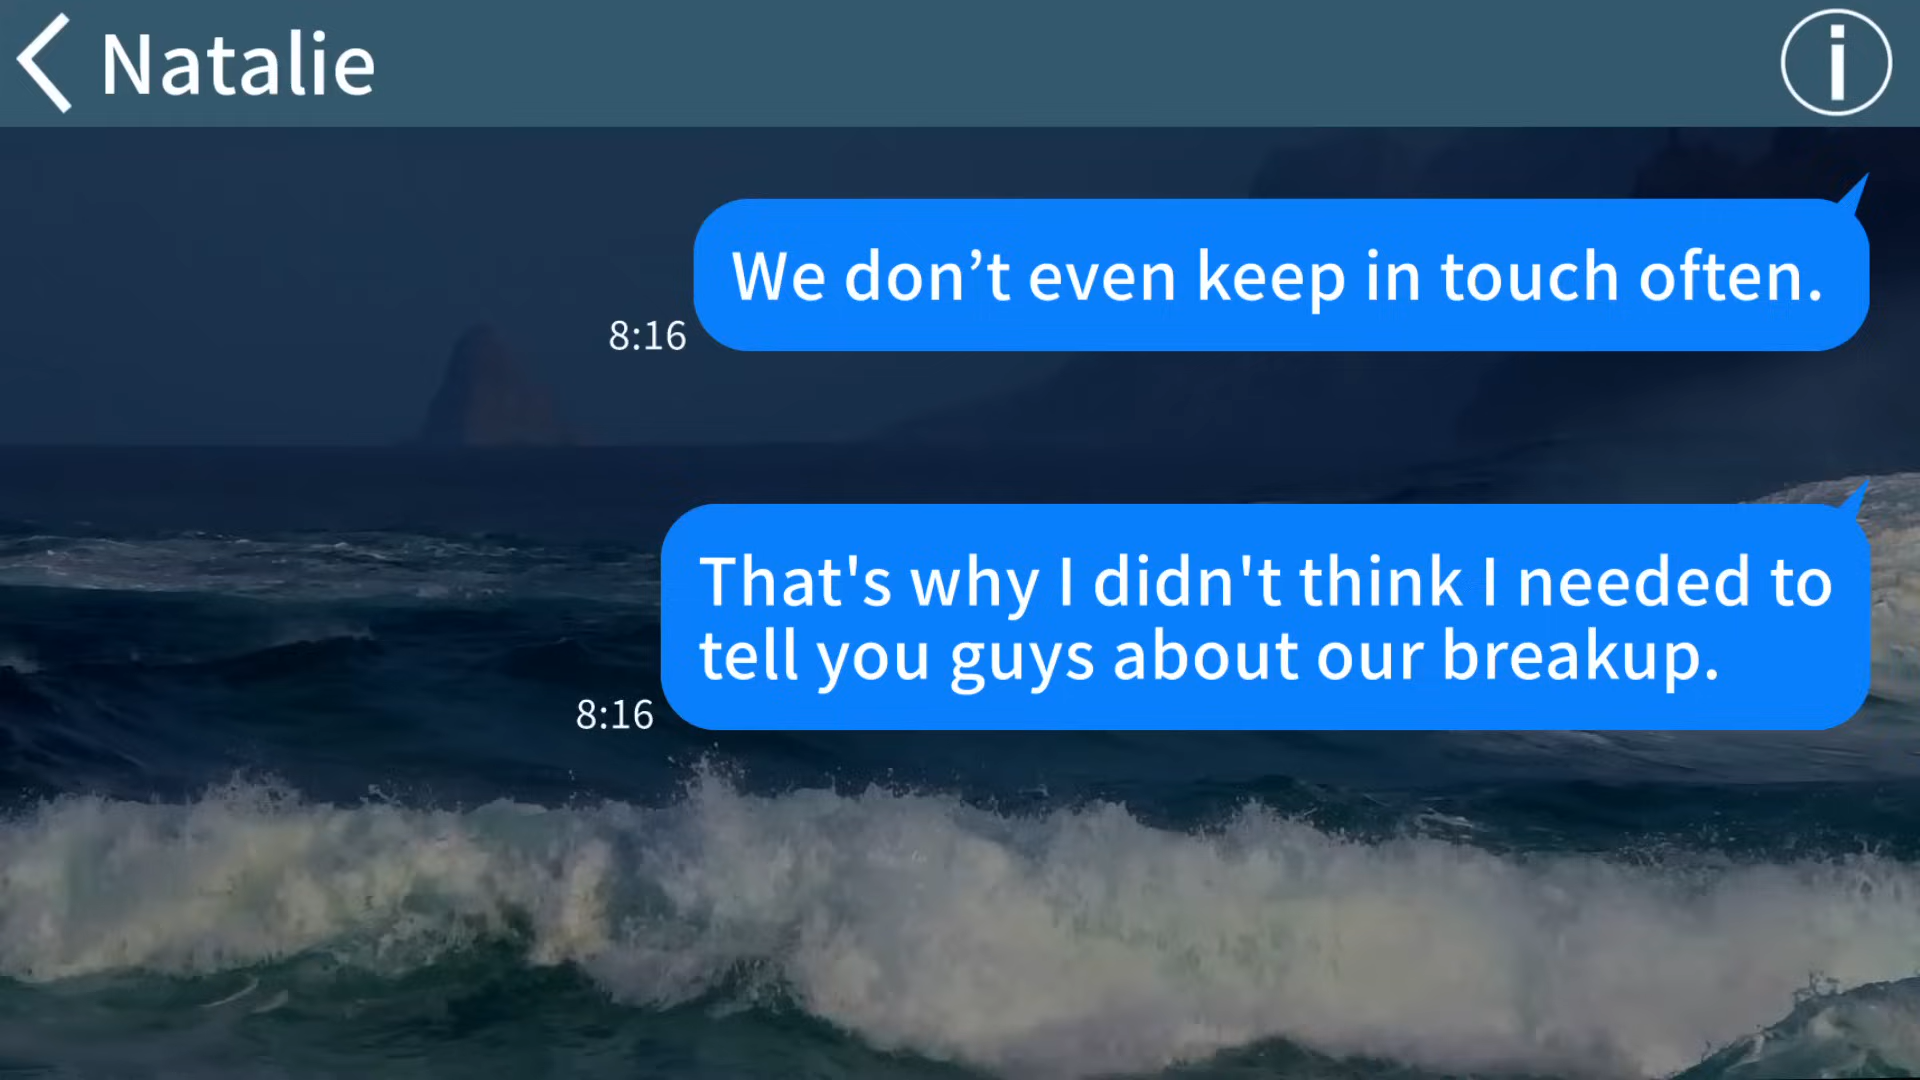 Natalie
We don’t even keep in touch often.
8:16
That's why I didn't think I needed to
tell you guys about our breakup.
8:16